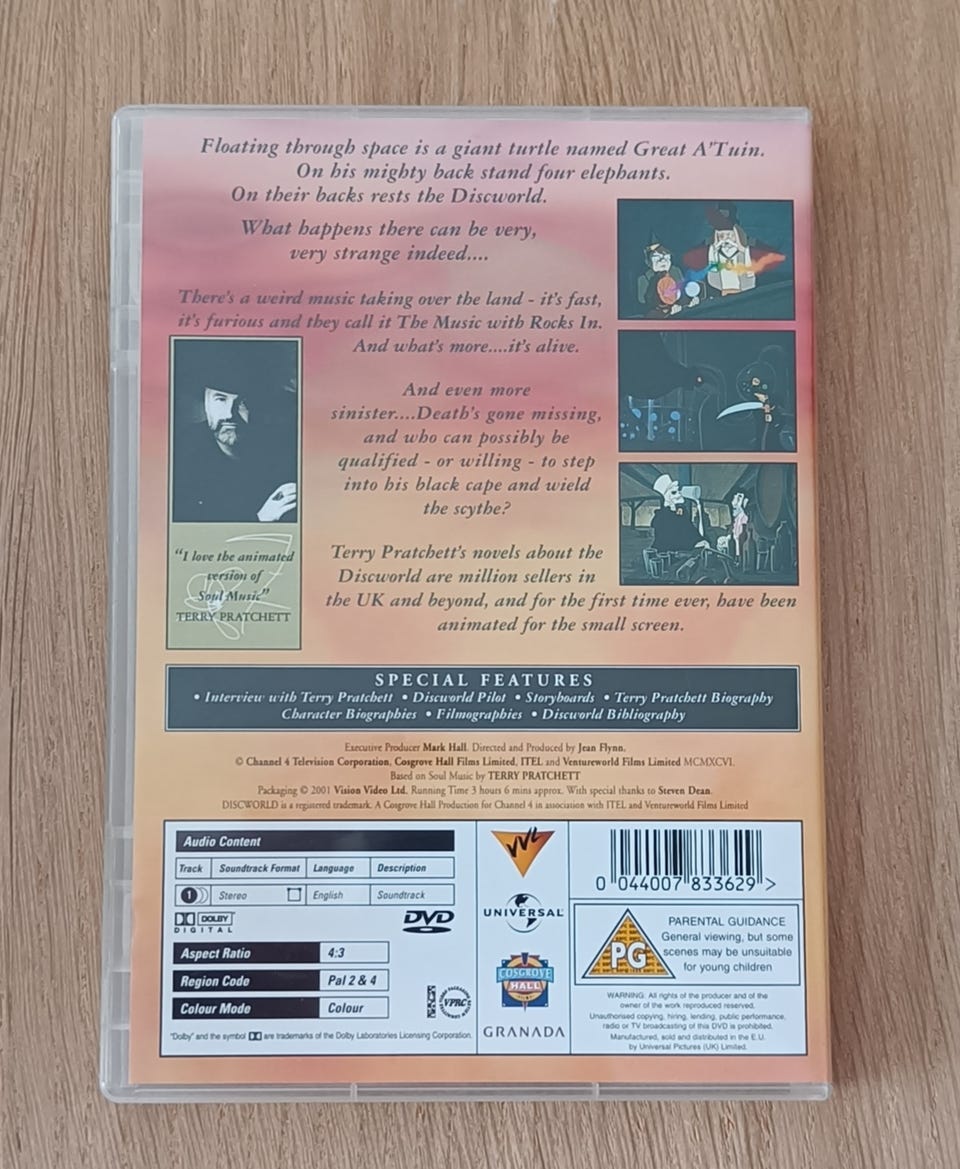 Floating through space is a giant turtle named Great A'Tuin.
On his mighty back stand four elephants.
On their backs rests the Discworld.
What happens there can be very,
very strange indeed....
There's a weird music taking over the land - it's fast,
it's furious and they call it The Music with Rocks In.
And what's more....it's alive.
And even more
sinister....Death's gone missing,
and who can possibly be
qualified - or willing - to step
into his black cape and wield
the scythe?
"I love the animated
version of
Soul Music"
TERRY PRATCHETT
Terry Pratchett's novels about the
Discworld are million sellers in
the UK and beyond, and for the first time ever, have been
animated for the small screen.
SPECIAL FEATURES
• Interview with Terry Pratchett • Discworld Pilot • Storyboards • Terry Pratchett Biography
Character Biographies • Filmographies • Discworld Bibliography
Executive Producer Mark Hall. Directed and Produced by Jean Flynn.
© Channel 4 Television Corporation, Cosgrove Hall Films Limited, ITEL and Ventureworld Films Limited MCMXCVI.
Based on Soul Music by TERRY PRATCHETT
Packaging © 2001 Vision Video Ltd. Running Time 3 hours 6 mins approx. With special thanks to Steven Dean.
DISCWORLD is a registered trademark. A Cosgrove Hall Production for Channel 4 in association with ITEL and Ventureworld Films Limited
Audio Content
Track Soundtrack Format Language Description
1 Stereo English Soundtrack
DOLBY
DIGITAL
DVD
Aspect Ratio 4:3
Region Code Pal 2 & 4
Colour Mode Colour
VPRC
"Dolby" and the symbol are trademarks of the Dolby Laboratories Licensing Corporation.
VVL
UNIVERSAL
COSGROVE
HALL
FILMS
GRANADA
0 044007 833629 >
PG
PARENTAL GUIDANCE
General viewing, but some
scenes may be unsuitable
for young children
WARNING: All rights of the producer and of the
owner of the work reproduced reserved.
Unauthorised copying, hiring, lending, public performance,
radio or TV broadcasting of this DVD is prohibited.
Manufactured, sold and distributed in the E.U.
by Universal Pictures (UK) Limited.